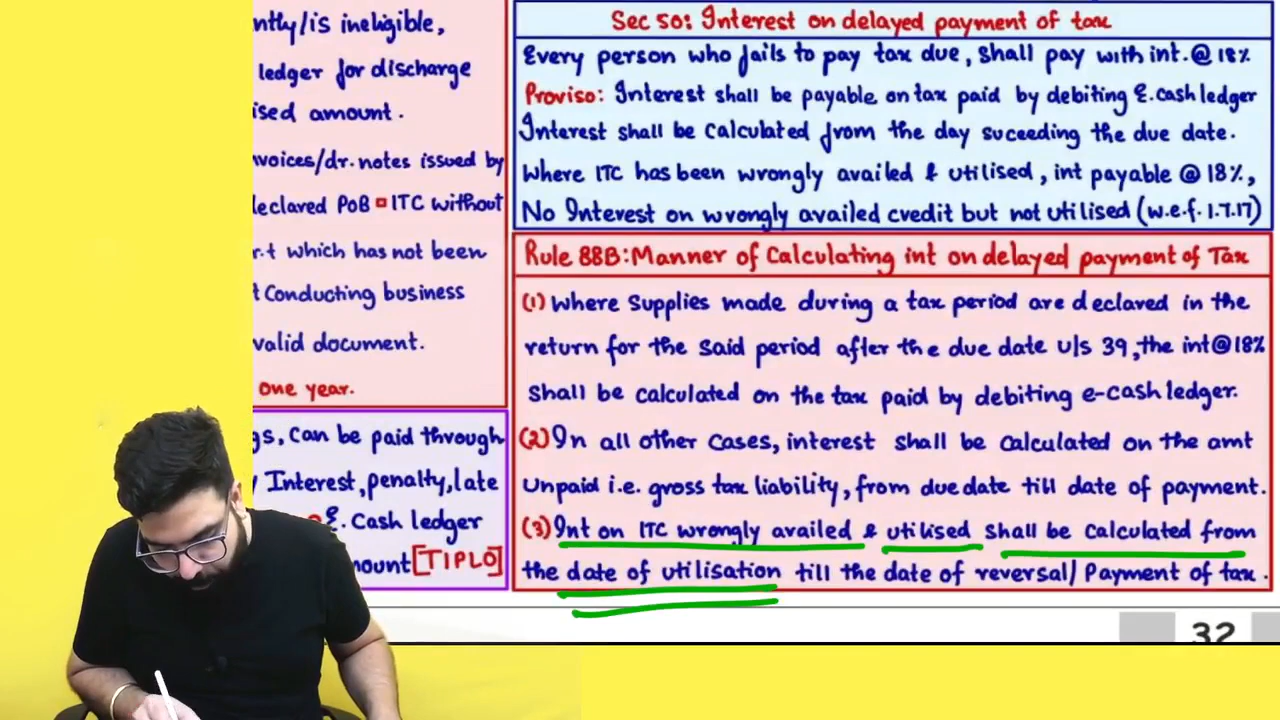 ntly/is ineligible,
ledger for discharge
ised amount.
voices/dr. notes issued by
declared PoB ITC without
r.t which has not been
t Conducting business
valid document.
one year.
gs, can be paid through
/ Interest, penalty, late
E. Cash ledger
mount [TIPLO]
Sec 50: Interest on delayed payment of tax
Every person who fails to pay tax due, shall pay with int. @ 18%
Proviso: Interest shall be payable on tax paid by debiting E. cash ledger
Interest shall be calculated from the day suceeding the due date.
Where ITC has been wrongly availed & utilised, int payable @ 18%,
No Interest on wrongly availed credit but not utilised (w.e.f. 1.7.17)
Rule 88B: Manner of Calculating int on delayed payment of Tax
(1) Where Supplies made during a tax period are declared in the
return for the said period after the due date u/s 39, the int@18%
Shall be calculated on the tax paid by debiting e-cash ledger.
(2) In all other cases, interest shall be calculated on the amt
unpaid i.e. gross tax liability, from due date till date of payment.
(3) Int on ITC wrongly availed & utilised shall be calculated from
the date of utilisation till the date of reversal/ Payment of tax.
32